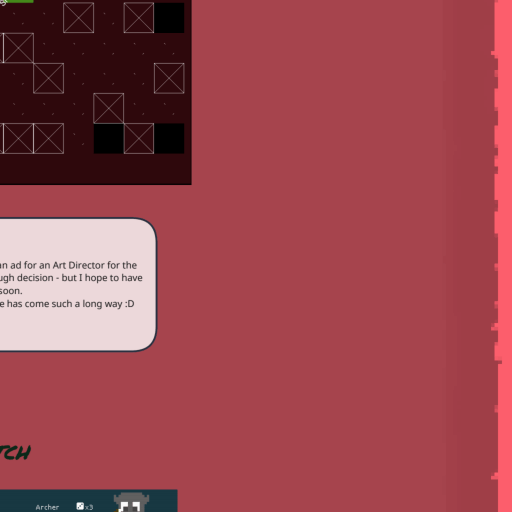 an ad for an Art Director for the
ugh decision - but I hope to have
soon.
e has come such a long way :D
TCH
Archer x3